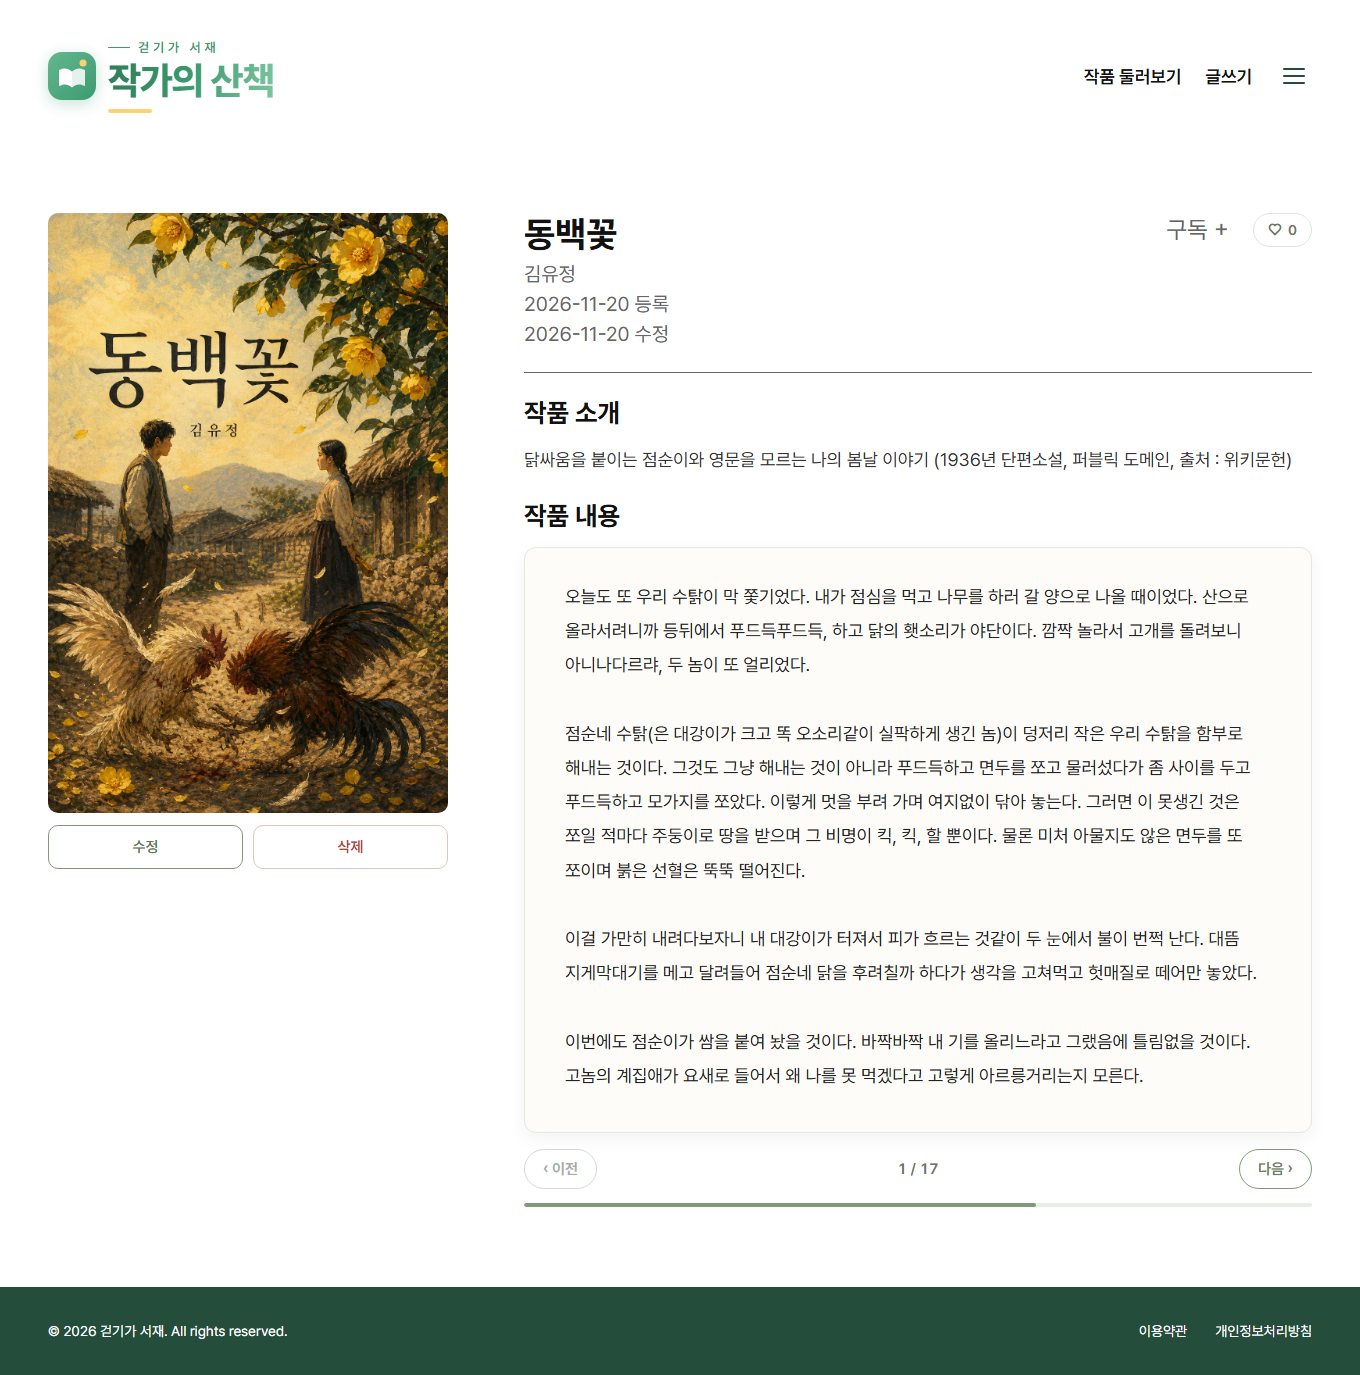 걷기가 서재
작가의 산책
작품 둘러보기
글쓰기
동백꽃
김유정
동백꽃
구독 +
0
김유정
2026-11-20 등록
2026-11-20 수정
작품 소개
닭싸움을 붙이는 점순이와 영문을 모르는 나의 봄날 이야기 (1936년 단편소설, 퍼블릭 도메인, 출처 : 위키문헌)
작품 내용
오늘도 또 우리 수탉이 막 쫓기었다. 내가 점심을 먹고 나무를 하러 갈 양으로 나올 때이었다. 산으로
올라서려니까 등뒤에서 푸드득푸드득, 하고 닭의 횃소리가 야단이다. 깜짝 놀라서 고개를 돌려보니
아니나다르랴, 두 놈이 또 얼리었다.
점순네 수탉(은 대강이가 크고 똑 오소리같이 실팍하게 생긴 놈)이 덩저리 작은 우리 수탉을 함부로
해내는 것이다. 그것도 그냥 해내는 것이 아니라 푸드득하고 면두를 쪼고 물러섰다가 좀 사이를 두고
푸드득하고 모가지를 쪼았다. 이렇게 멋을 부려 가며 여지없이 닦아 놓는다. 그러면 이 못생긴 것은
쪼일 적마다 주둥이로 땅을 받으며 그 비명이 킥, 킥, 할 뿐이다. 물론 미처 아물지도 않은 면두를 또
쪼이며 붉은 선혈은 뚝뚝 떨어진다.
이걸 가만히 내려다보자니 내 대강이가 터져서 피가 흐르는 것같이 두 눈에서 불이 번쩍 난다. 대뜸
지게막대기를 메고 달려들어 점순네 닭을 후려칠까 하다가 생각을 고쳐먹고 헛매질로 떼어만 놓았다.
이번에도 점순이가 쌈을 붙여 놨을 것이다. 바짝바짝 내 기를 올리느라고 그랬음에 틀림없을 것이다.
고놈의 계집애가 요새로 들어서 왜 나를 못 먹겠다고 고렇게 아르릉거리는지 모른다.
수정
삭제
‹ 이전
1 / 17
다음 ›
© 2026 걷기가 서재. All rights reserved.
이용약관
개인정보처리방침